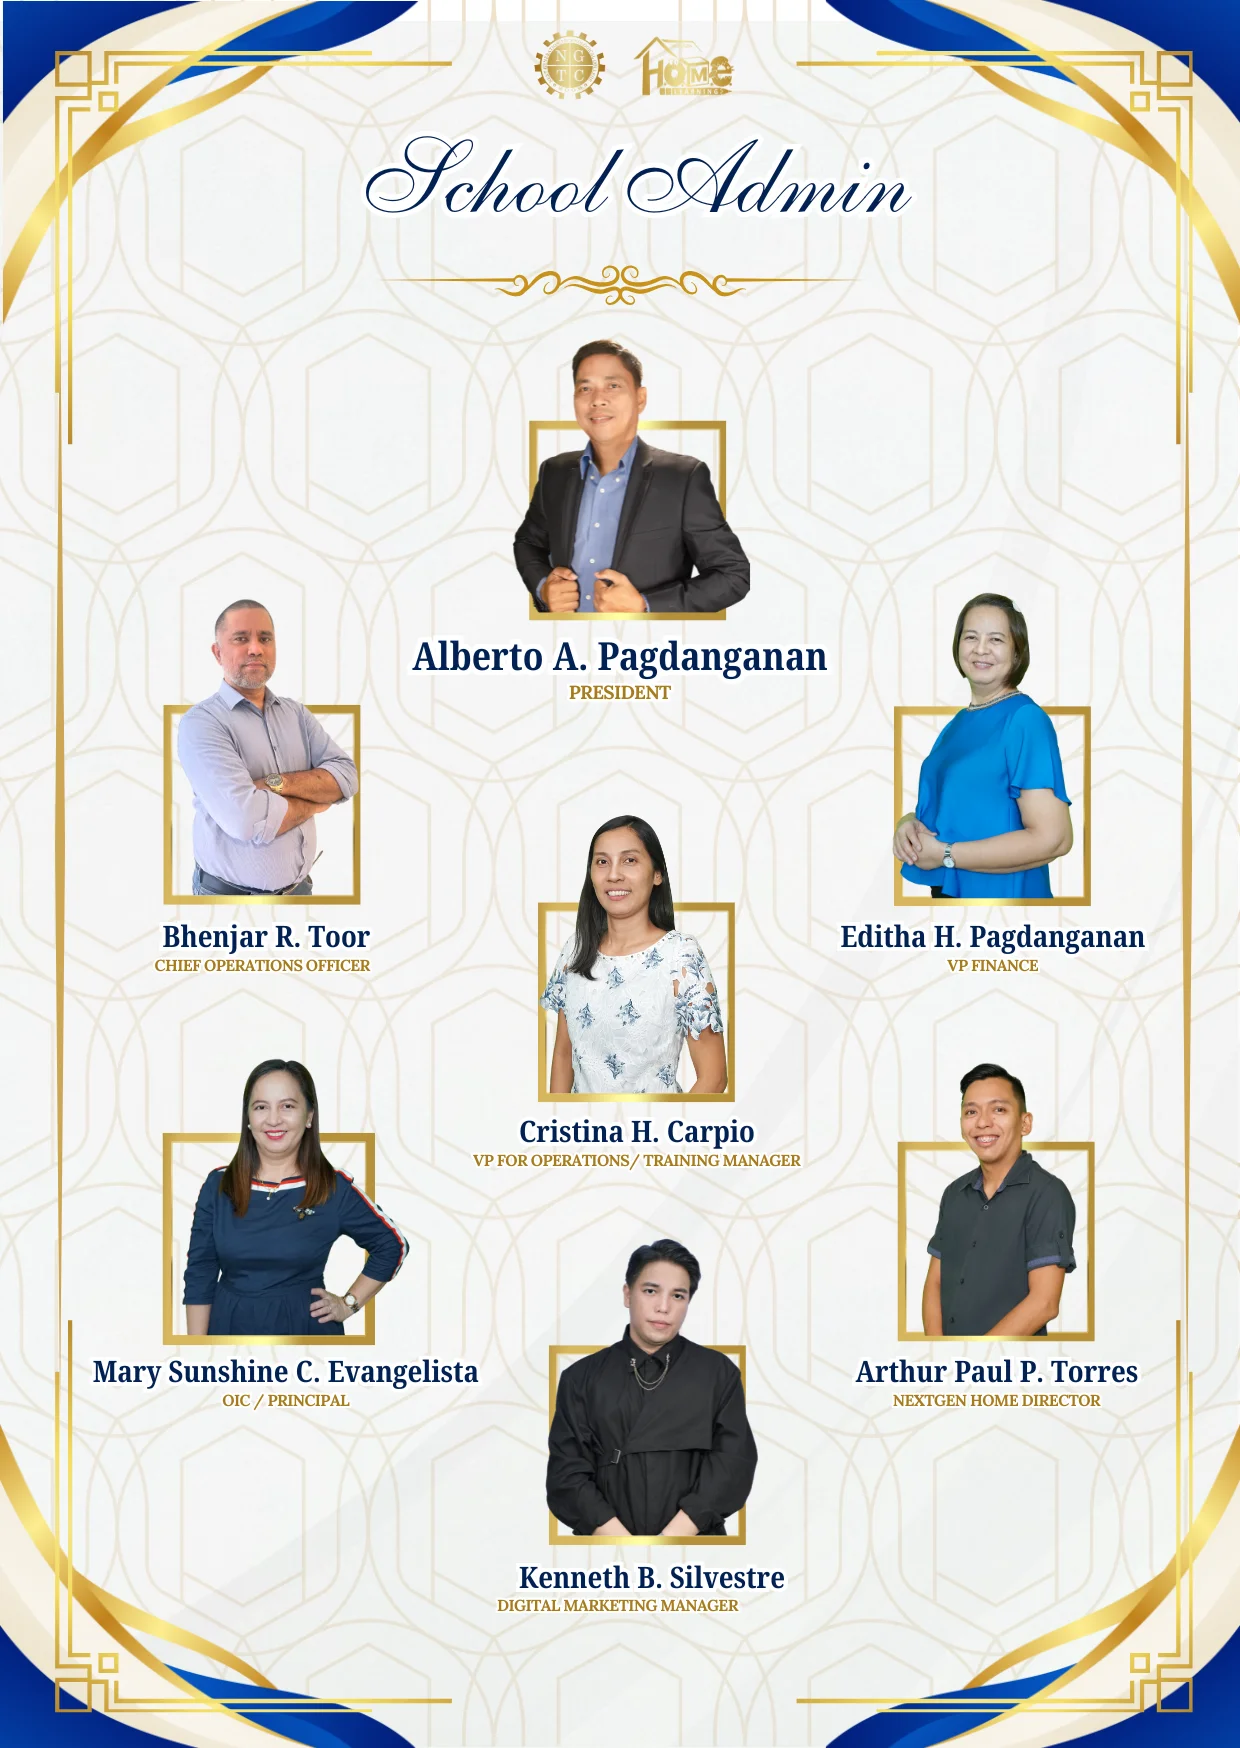 N G
T C
HOME
LEARNING
School Admin
Alberto A. Pagdanganan
PRESIDENT
Bhenjar R. Toor
CHIEF OPERATIONS OFFICER
Editha H. Pagdanganan
VP FINANCE
Cristina H. Carpio
VP FOR OPERATIONS/ TRAINING MANAGER
Mary Sunshine C. Evangelista
OIC / PRINCIPAL
Arthur Paul P. Torres
NEXTGEN HOME DIRECTOR
Kenneth B. Silvestre
DIGITAL MARKETING MANAGER